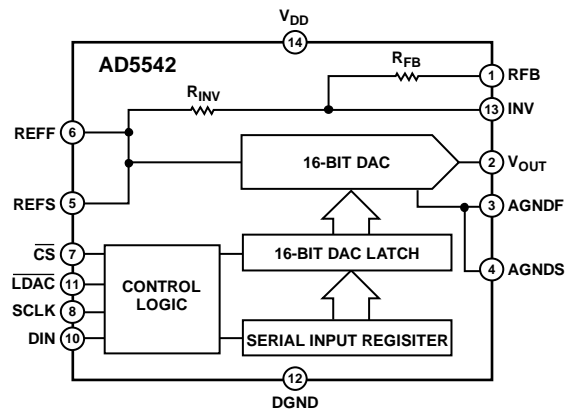 VDD
14
AD5542
RFB
1 RFB
RINV
13 INV
REFF 6
16-BIT DAC
2 VOUT
REFS 5
3 AGNDF
CS 7
16-BIT DAC LATCH
LDAC 11
4 AGNDS
CONTROL
LOGIC
SCLK 8
DIN 10
SERIAL INPUT REGISITER
12
DGND